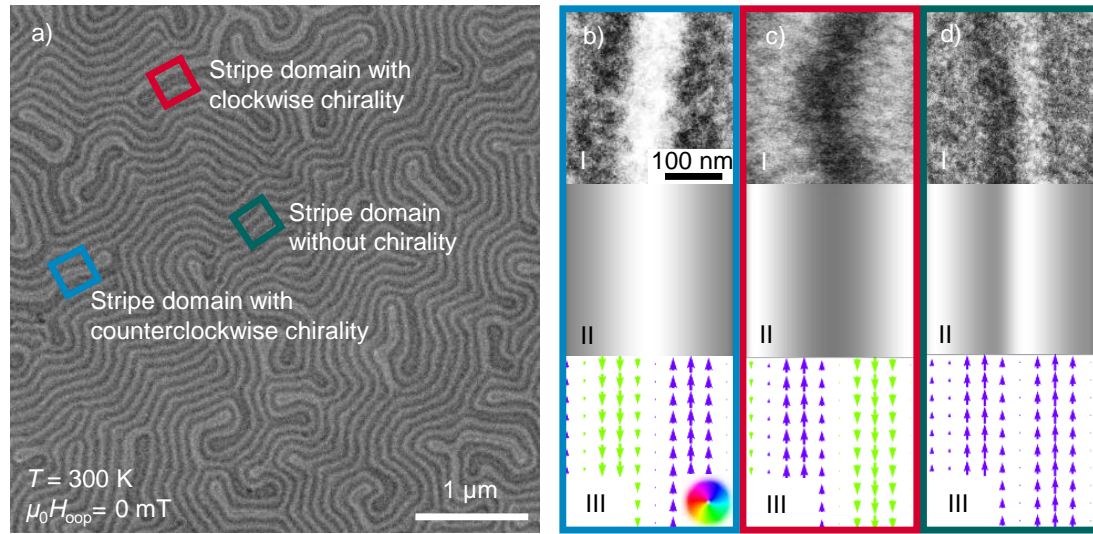 a)
Stripe domain with
clockwise chirality
Stripe domain
without chirality
Stripe domain with
counterclockwise chirality
T = 300 K
μ0Hoop= 0 mT
1 μm
b)
I
100 nm
II
III
c)
I
II
III
d)
I
II
III